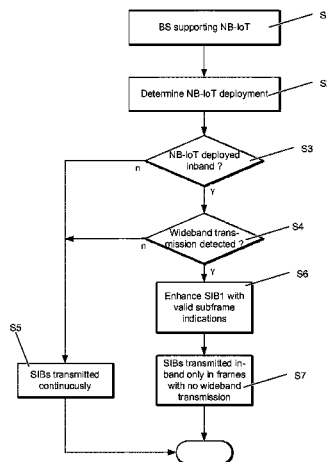 S
BS supporting NB-IoT
S
Determine NB-IoT deployment
S3
NB-IoT deployed
inband ?
n
y
S4
Wideband trans-
mission detected ?
n
y
S6
Enhance SIB1 with
valid subframe
indications
S5
SIBs transmitted
continuously
S7
SIBs transmitted in-
band only in frames
with no wideband
transmission